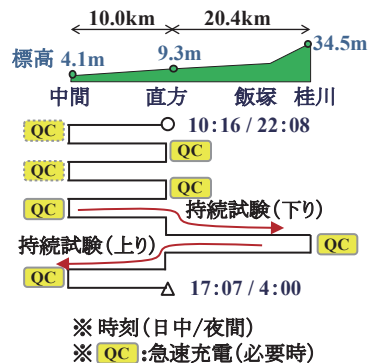 10.0km 20.4km
標高 4.1m 9.3m 34.5m
中間 直方 飯塚 桂川
QC 10:16 / 22:08
QC
QC
QC
QC 持続試験(下り)
持続試験(上り) QC
QC
17:07 / 4:00
※ 時刻(日中/夜間)
※ QC:急速充電(必要時)